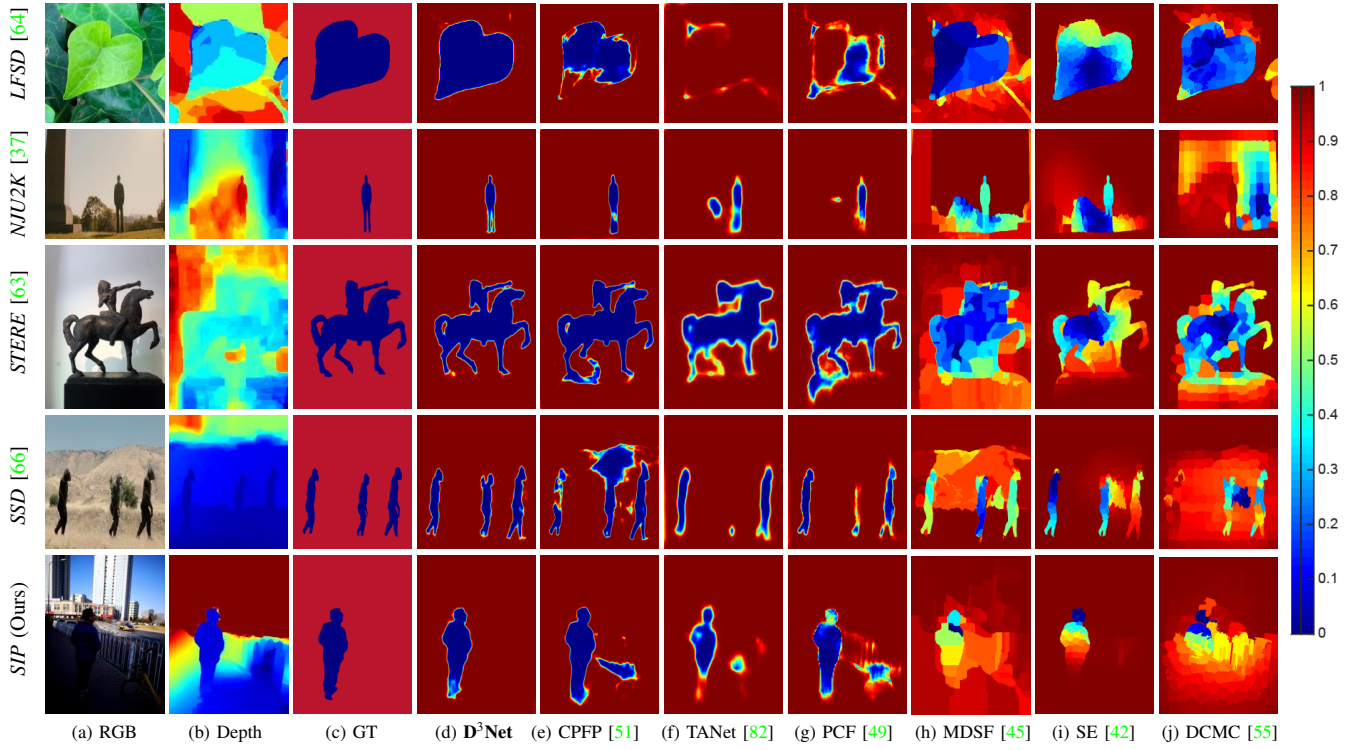 LFSD [64]
NJU2K [37]
STERE [63]
SSD [66]
SIP (Ours)
1
0.9
0.8
0.7
0.6
0.5
0.4
0.3
0.2
0.1
0
(a) RGB
(b) Depth
(c) GT
(d) D³Net
(e) CPFP [51]
(f) TANet [82]
(g) PCF [49]
(h) MDSF [45]
(i) SE [42]
(j) DCMC [55]